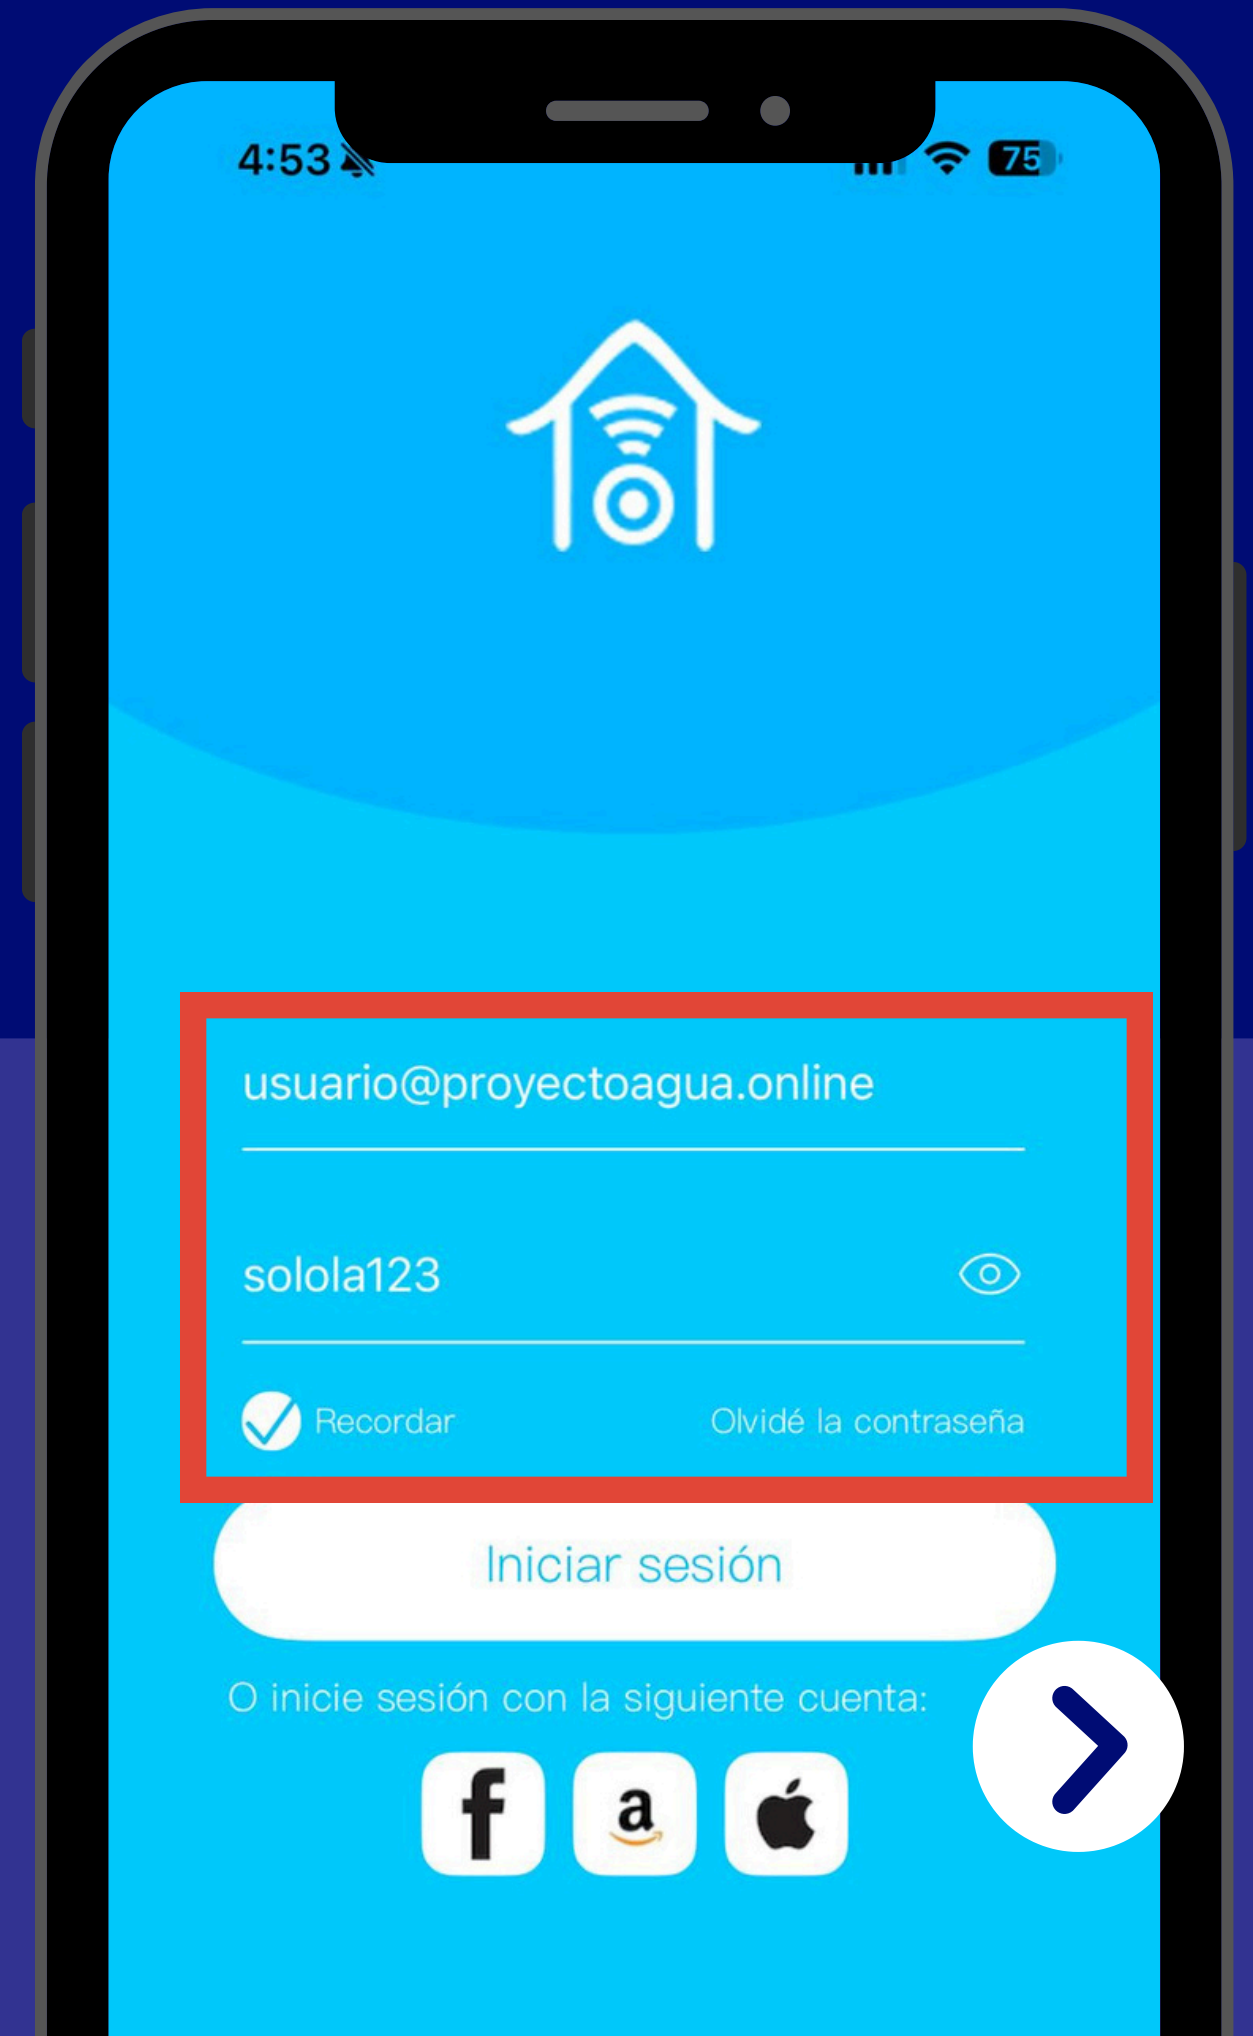 4:53
75
usuario@proyectoagua.online
solola123
Recordar
Olvidé la contraseña
Iniciar sesión
O inicie sesión con la siguiente cuenta: